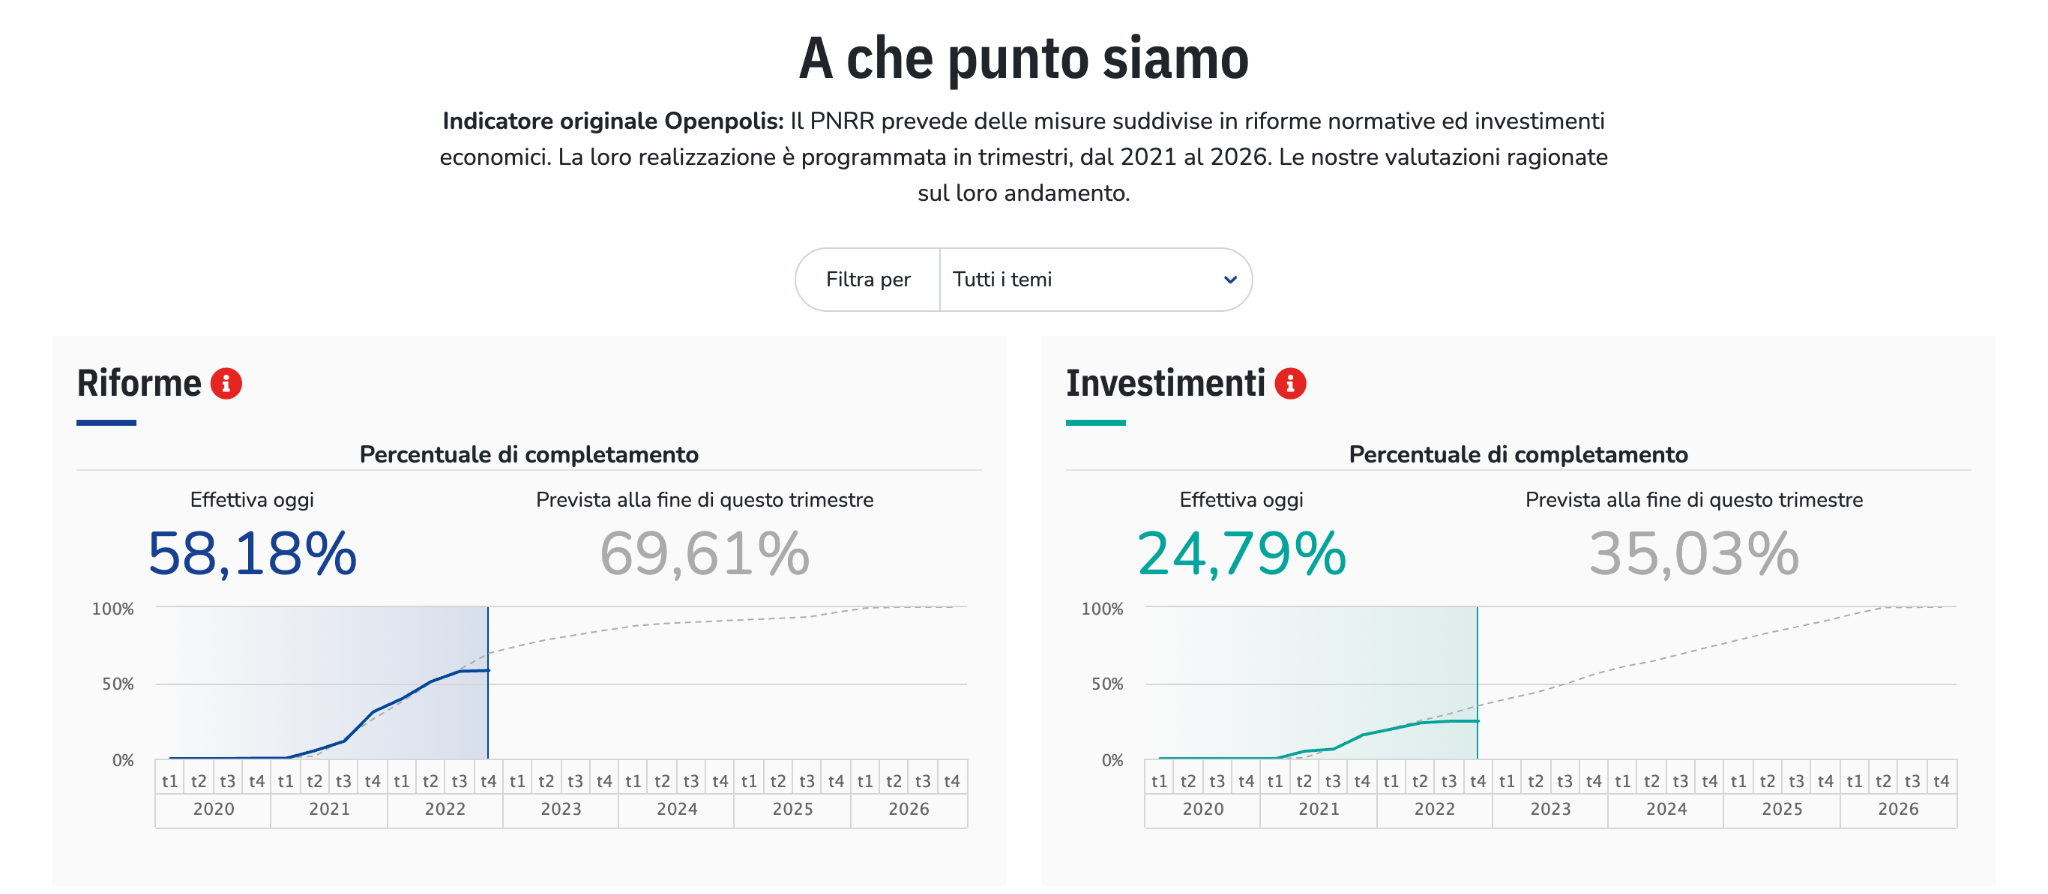 A che punto siamo
Indicatore originale Openpolis: Il PNRR prevede delle misure suddivise in riforme normative ed investimenti
economici. La loro realizzazione è programmata in trimestri, dal 2021 al 2026. Le nostre valutazioni ragionate
sul loro andamento.
Filtra per Tutti i temi
Riforme
Percentuale di completamento
Effettiva oggi Prevista alla fine di questo trimestre
58,18% 69,61%
100%
50%
0%
t1 t2 t3 t4 t1 t2 t3 t4 t1 t2 t3 t4 t1 t2 t3 t4 t1 t2 t3 t4 t1 t2 t3 t4 t1 t2 t3 t4
2020 2021 2022 2023 2024 2025 2026
Investimenti
Percentuale di completamento
Effettiva oggi Prevista alla fine di questo trimestre
24,79% 35,03%
100%
50%
0%
t1 t2 t3 t4 t1 t2 t3 t4 t1 t2 t3 t4 t1 t2 t3 t4 t1 t2 t3 t4 t1 t2 t3 t4 t1 t2 t3 t4
2020 2021 2022 2023 2024 2025 2026